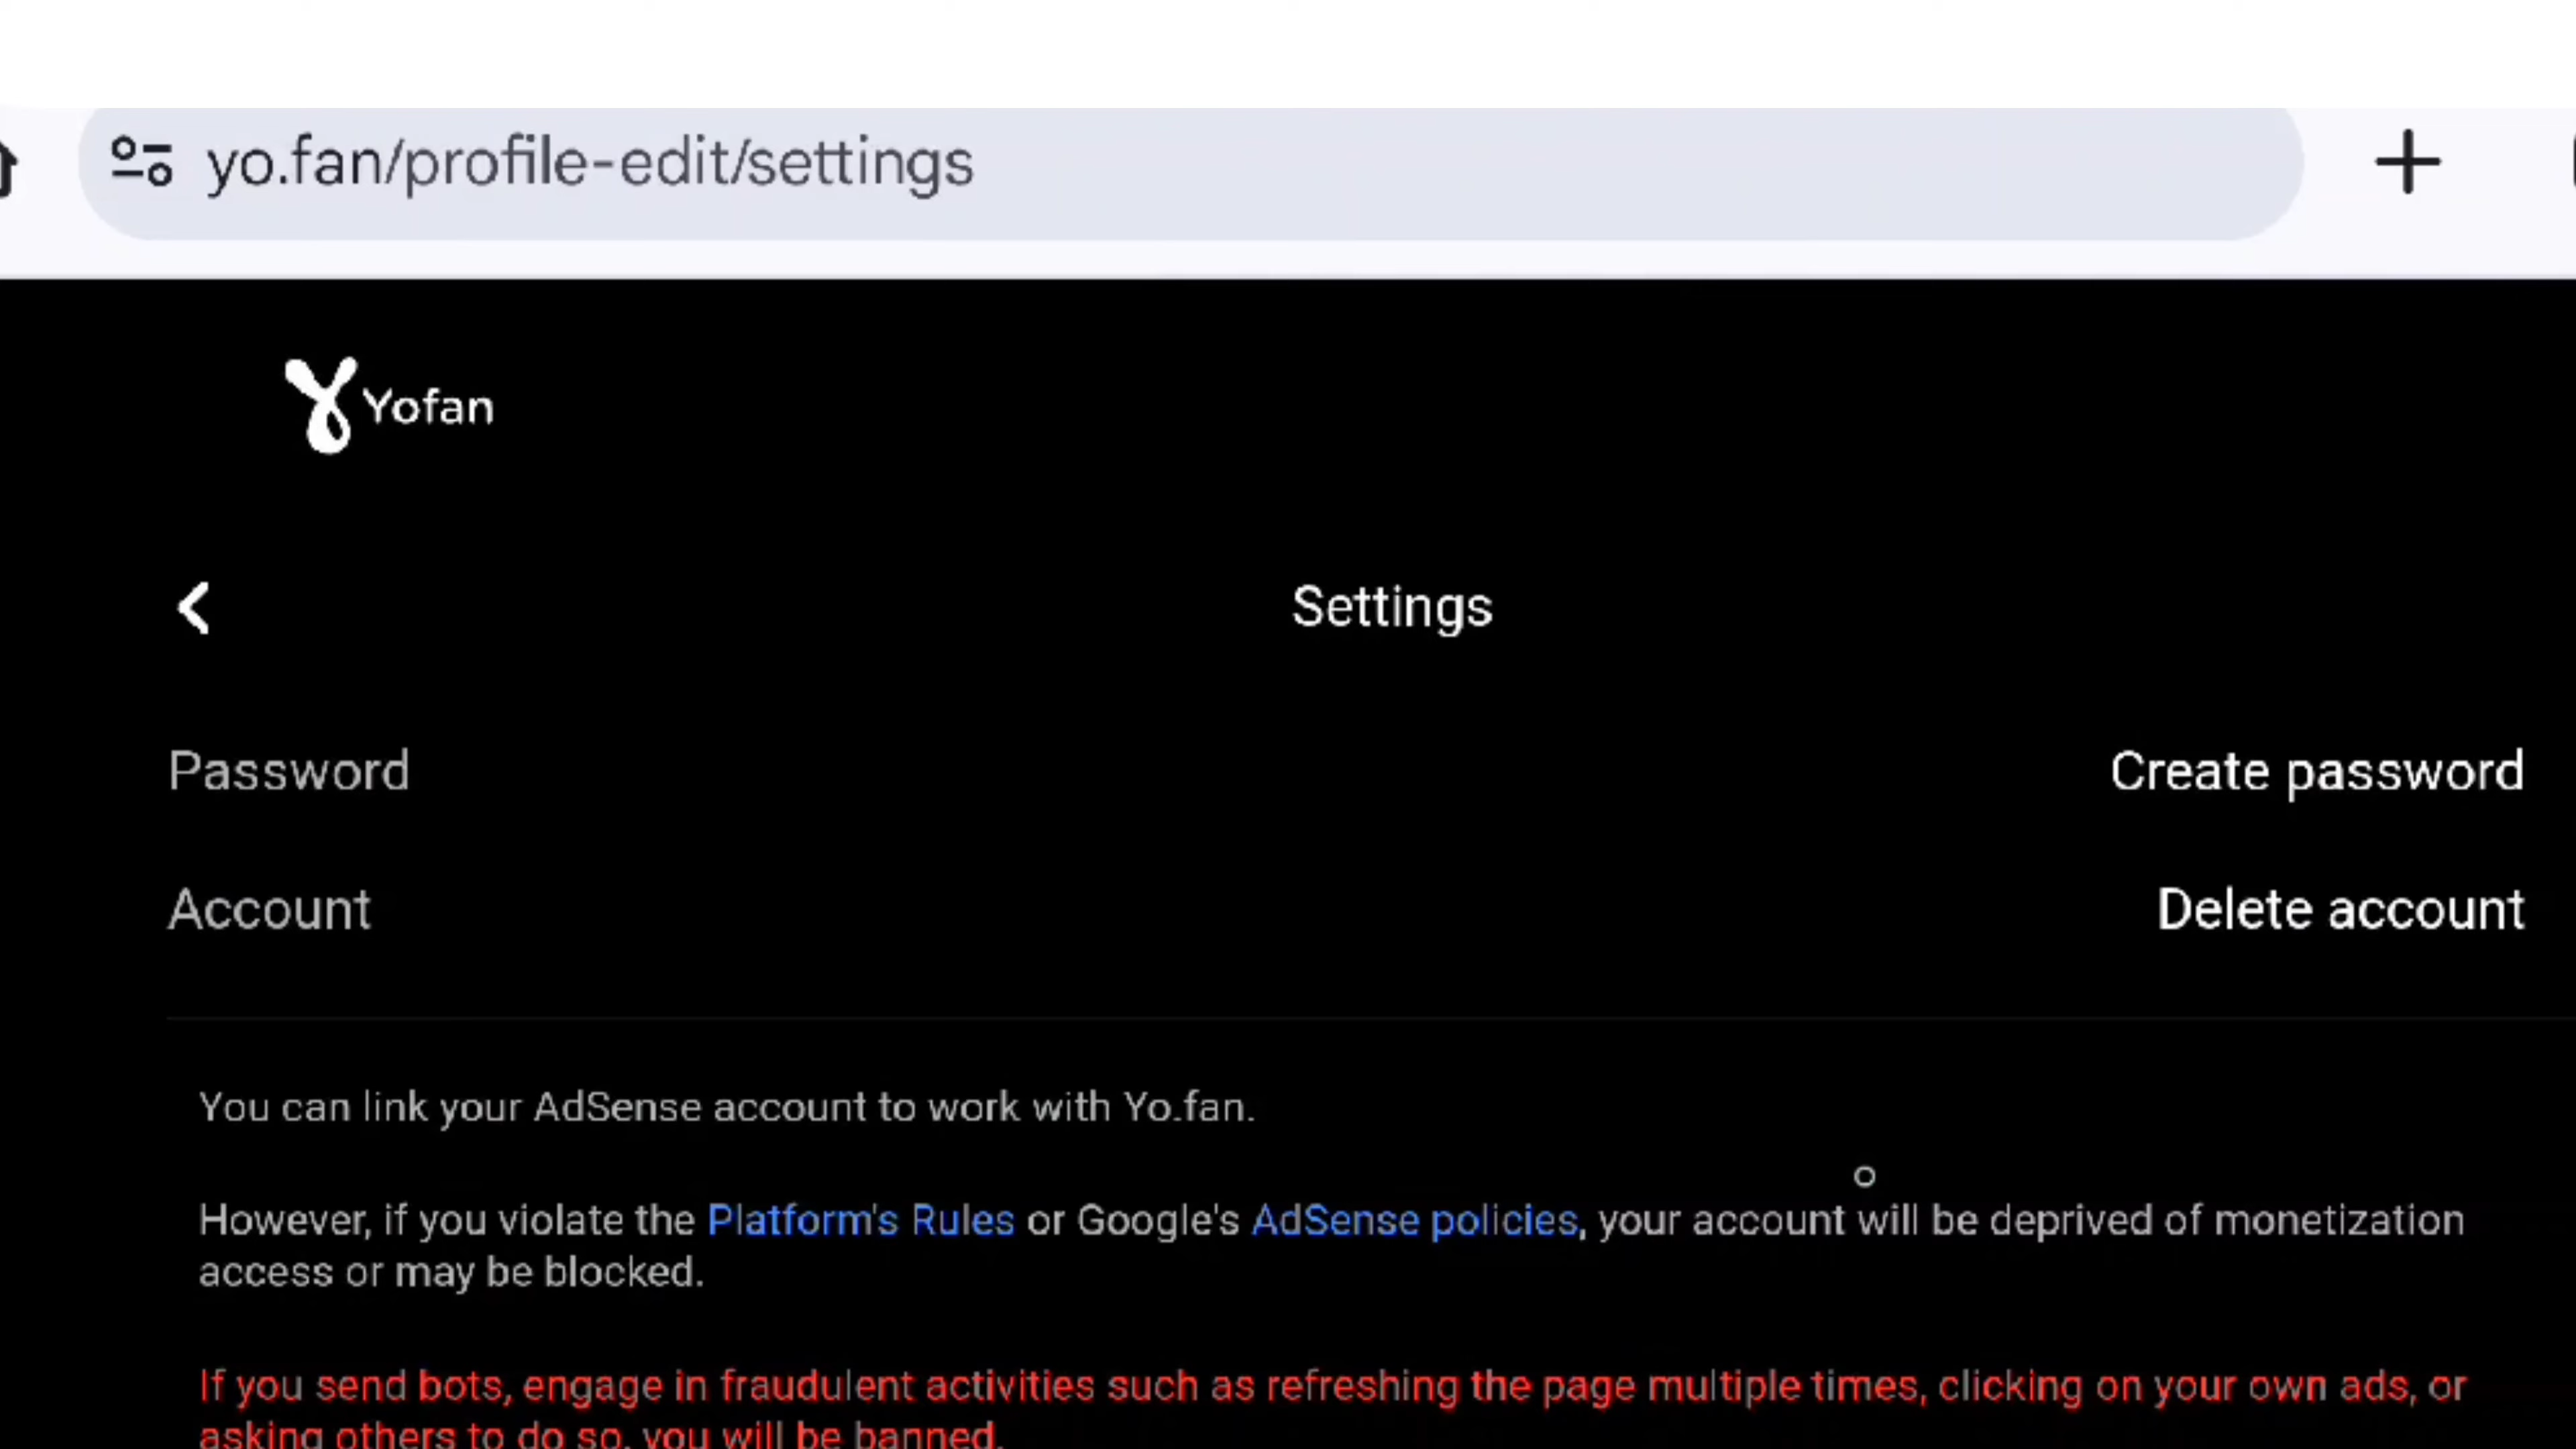 yo.fan/profile-edit/settings
Yofan
Settings
Password Create password
Account Delete account
You can link your AdSense account to work with Yo.fan.
However, if you violate the Platform's Rules or Google's AdSense policies, your account will be deprived of monetization
access or may be blocked.
If you send bots, engage in fraudulent activities such as refreshing the page multiple times, clicking on your own ads, or
asking others to do so, you will be banned.